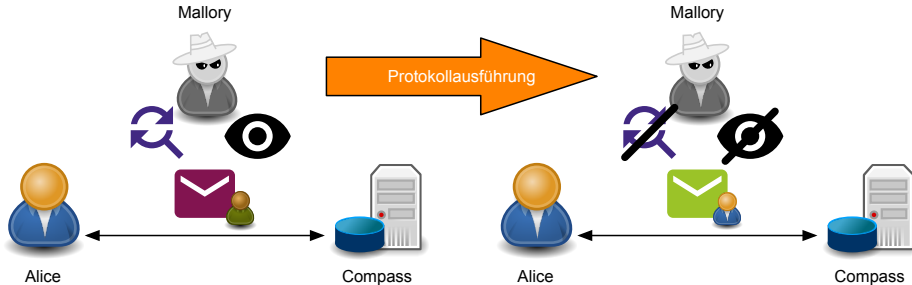 Mallory
Protokollausführung
Mallory
Alice
Compass
Alice
Compass